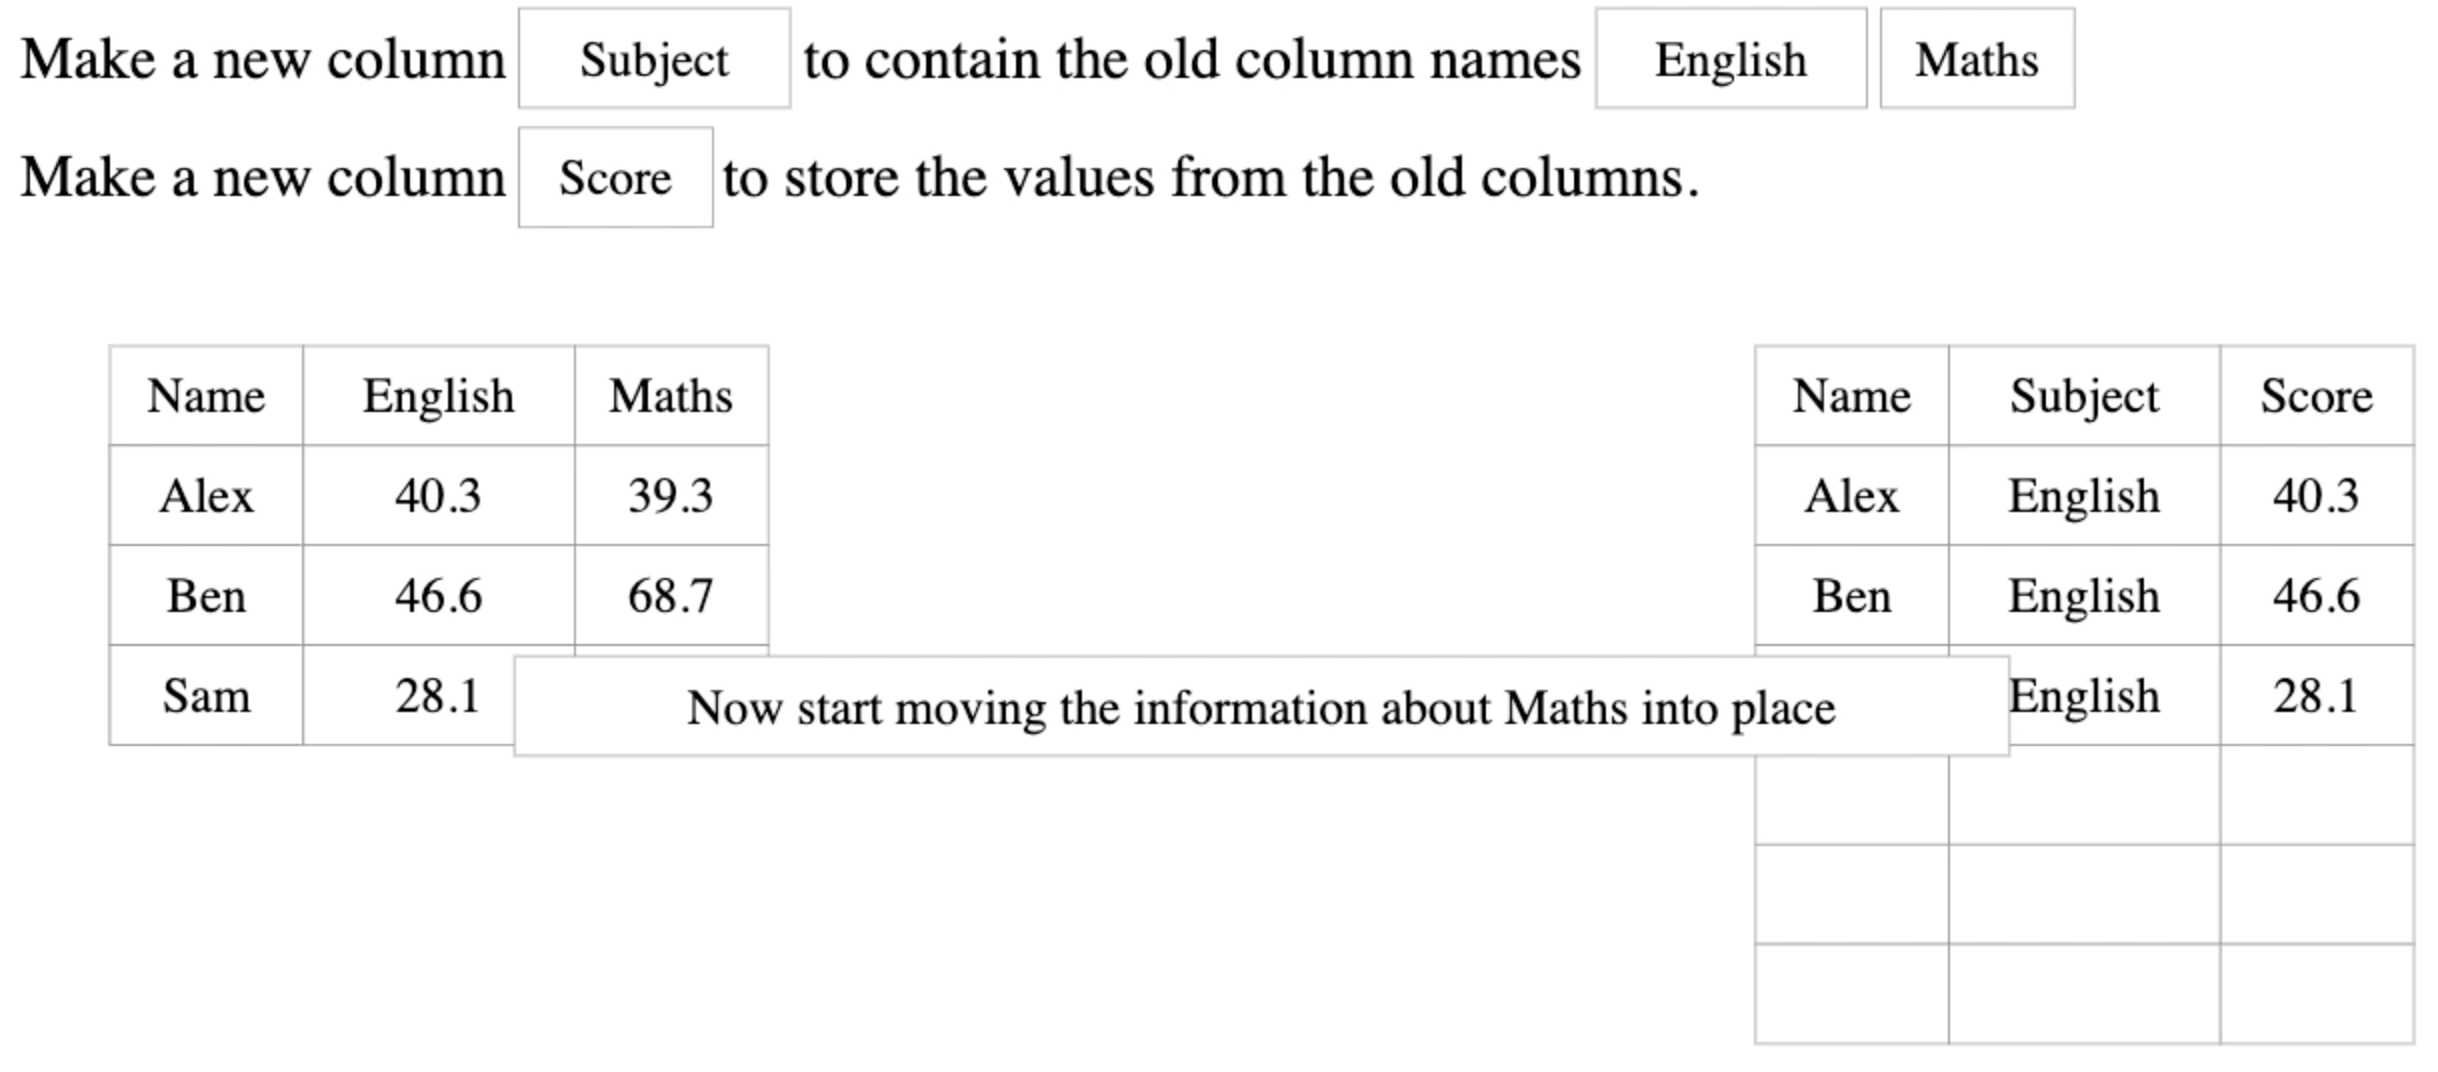 Make a new column Subject to contain the old column names English Maths
Make a new column Score to store the values from the old columns.
Name English Maths
Alex 40.3 39.3
Ben 46.6 68.7
Sam 28.1
Name Subject Score
Alex English 40.3
Ben English 46.6
English 28.1
Now start moving the information about Maths into place